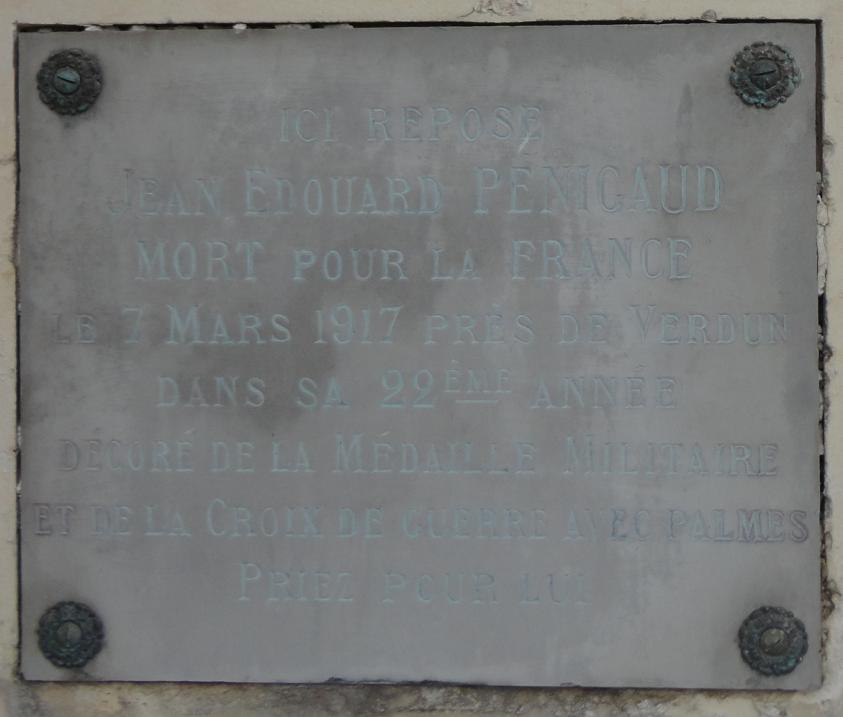 ICI REPOSE
JEAN EDOUARD PÉNIGAUD
MORT POUR LA FRANCE
LE 7 MARS 1917 PRÈS DE VERDUN
DANS SA 22ÈME ANNÉE
DÉCORÉ DE LA MÉDAILLE MILITAIRE
ET DE LA CROIX DE GUERRE AVEC PALMES
PRIEZ POUR LUI